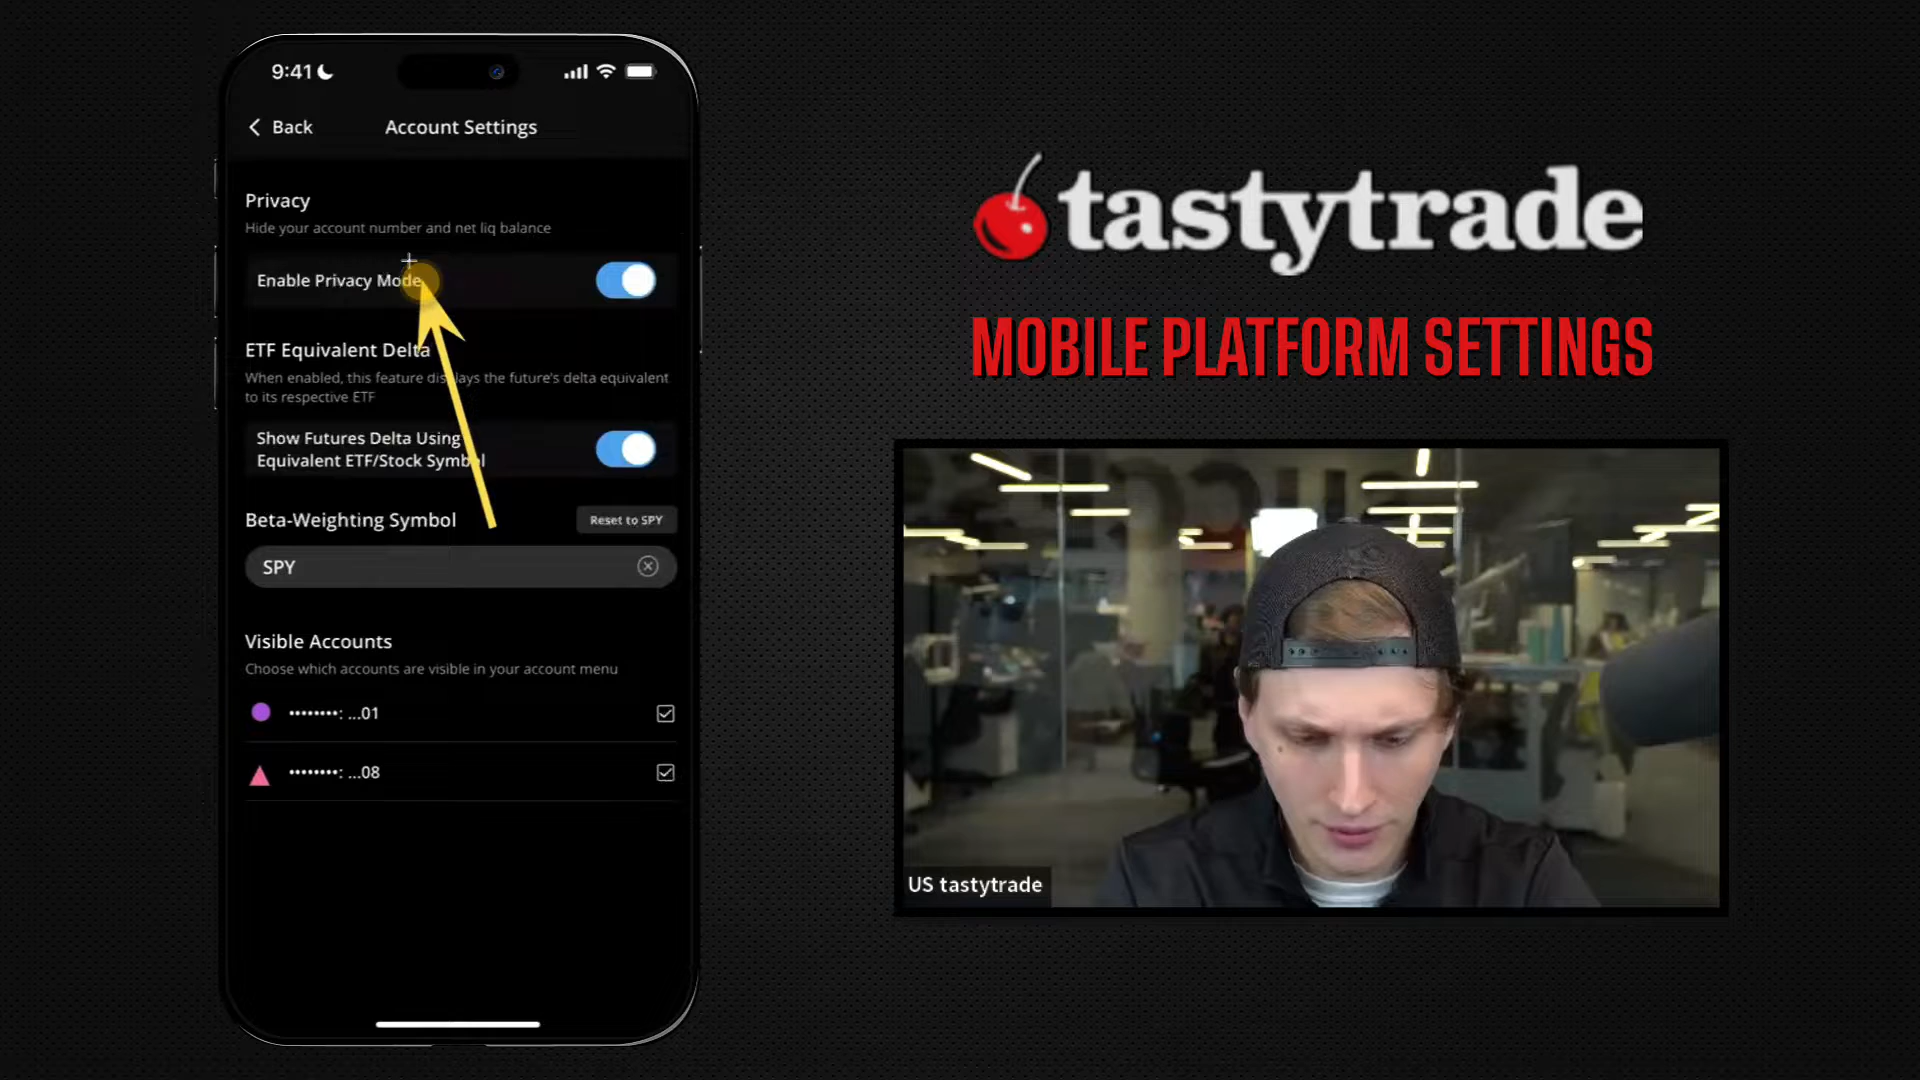 9:41
Back
Account Settings
Privacy
Hide your account number and net liq balance
Enable Privacy Mode
ETF Equivalent Delta
When enabled, this feature displays the future's delta equivalent
to its respective ETF
Show Futures Delta Using
Equivalent ETF/Stock Symbol
Beta-Weighting Symbol
Reset to SPY
SPY
Visible Accounts
Choose which accounts are visible in your account menu
••••••••: ...01
••••••••: ...08
tastytrade
MOBILE PLATFORM SETTINGS
US tastytrade